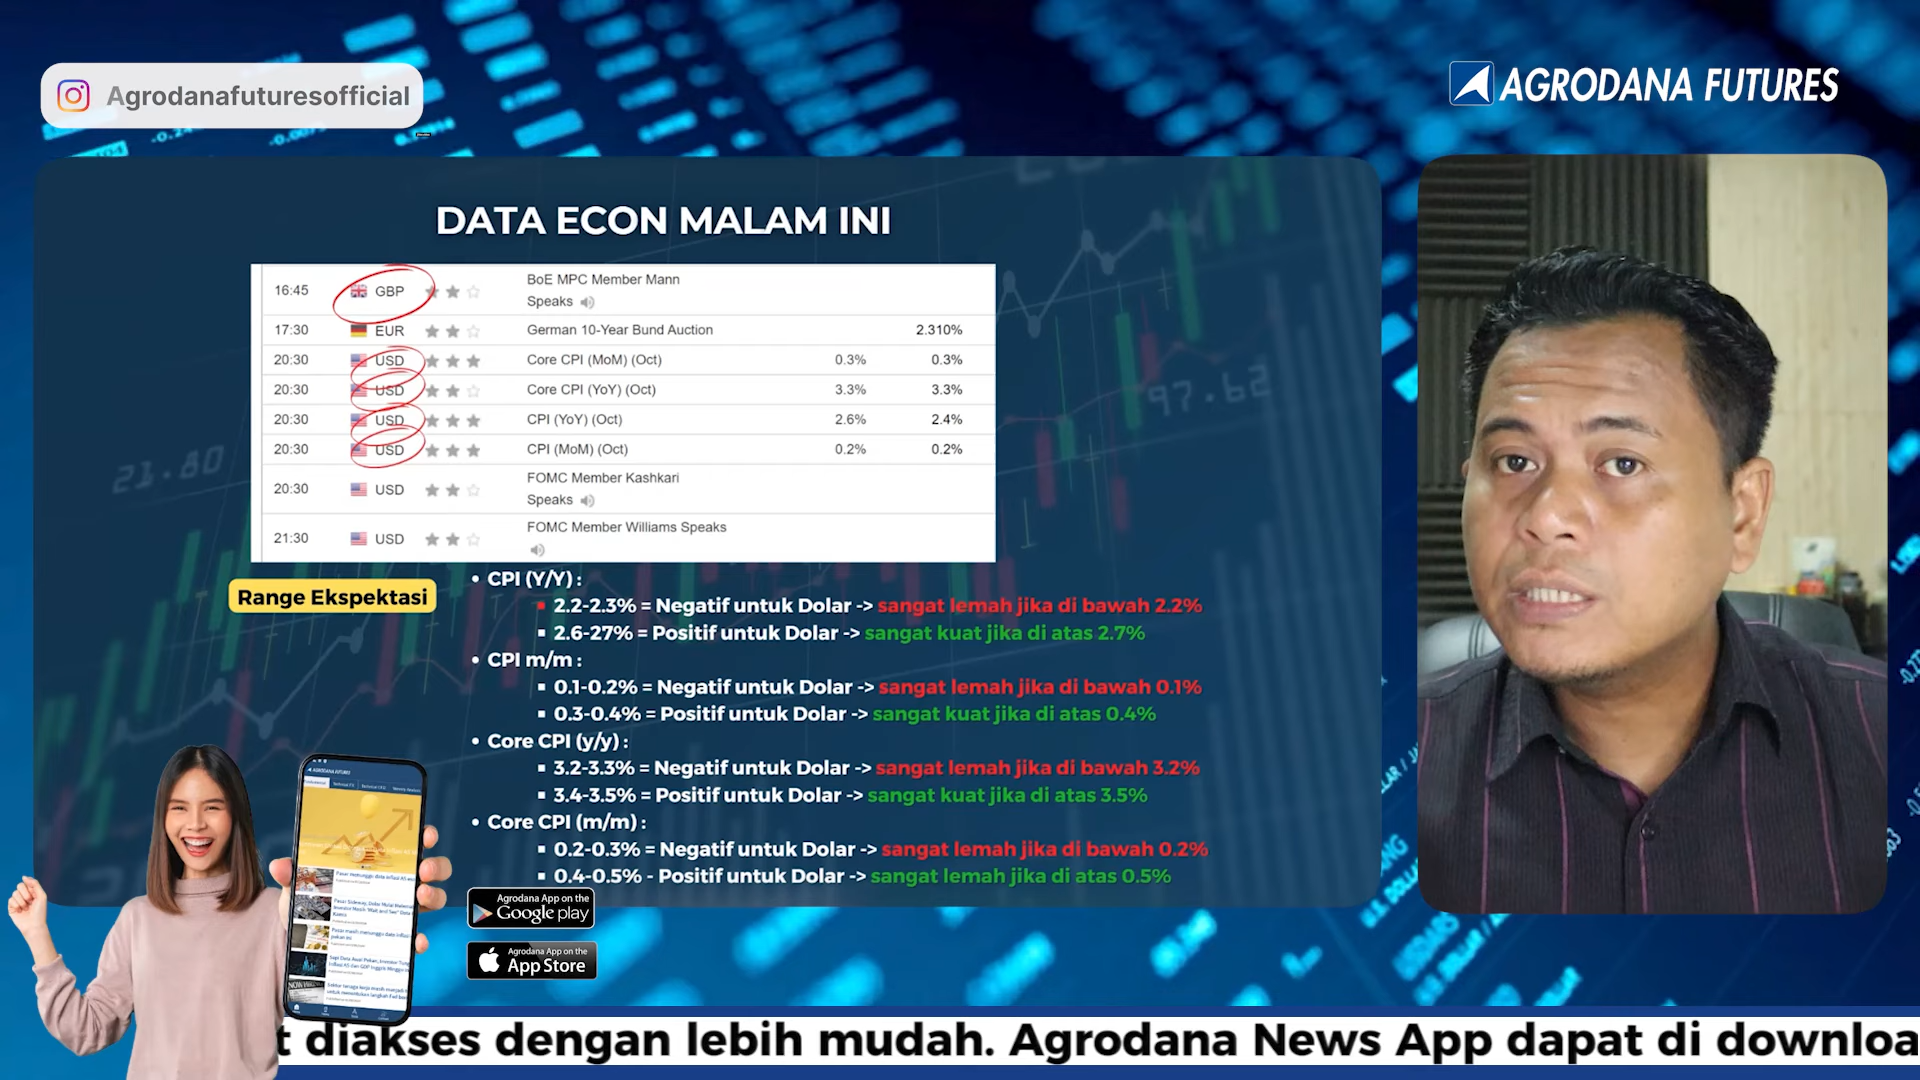 Agrodanafuturesofficial
AGRODANA FUTURES
DATA ECON MALAM INI
16:45 GBP BoE MPC Member Mann
Speaks
17:30 EUR German 10-Year Bund Auction 2.310%
20:30 USD Core CPI (MoM) (Oct) 0.3% 0.3%
20:30 USD Core CPI (YoY) (Oct) 3.3% 3.3%
20:30 USD CPI (YoY) (Oct) 2.6% 2.4%
20:30 USD CPI (MoM) (Oct) 0.2% 0.2%
20:30 USD FOMC Member Kashkari
Speaks
21:30 USD FOMC Member Williams Speaks
Range Ekspektasi
• CPI (Y/Y) :
▪ 2.2-2.3% = Negatif untuk Dolar -> sangat lemah jika di bawah 2.2%
▪ 2.6-27% = Positif untuk Dolar -> sangat kuat jika di atas 2.7%
• CPI m/m :
▪ 0.1-0.2% = Negatif untuk Dolar -> sangat lemah jika di bawah 0.1%
▪ 0.3-0.4% = Positif untuk Dolar -> sangat kuat jika di atas 0.4%
• Core CPI (y/y) :
▪ 3.2-3.3% = Negatif untuk Dolar -> sangat lemah jika di bawah 3.2%
▪ 3.4-3.5% = Positif untuk Dolar -> sangat kuat jika di atas 3.5%
• Core CPI (m/m) :
▪ 0.2-0.3% = Negatif untuk Dolar -> sangat lemah jika di bawah 0.2%
▪ 0.4-0.5% - Positif untuk Dolar -> sangat lemah jika di atas 0.5%
Agrodana App on the
Google play
Agrodana App on the
App Store
21.80
97.62
t diakses dengan lebih mudah. Agrodana News App dapat di downloa